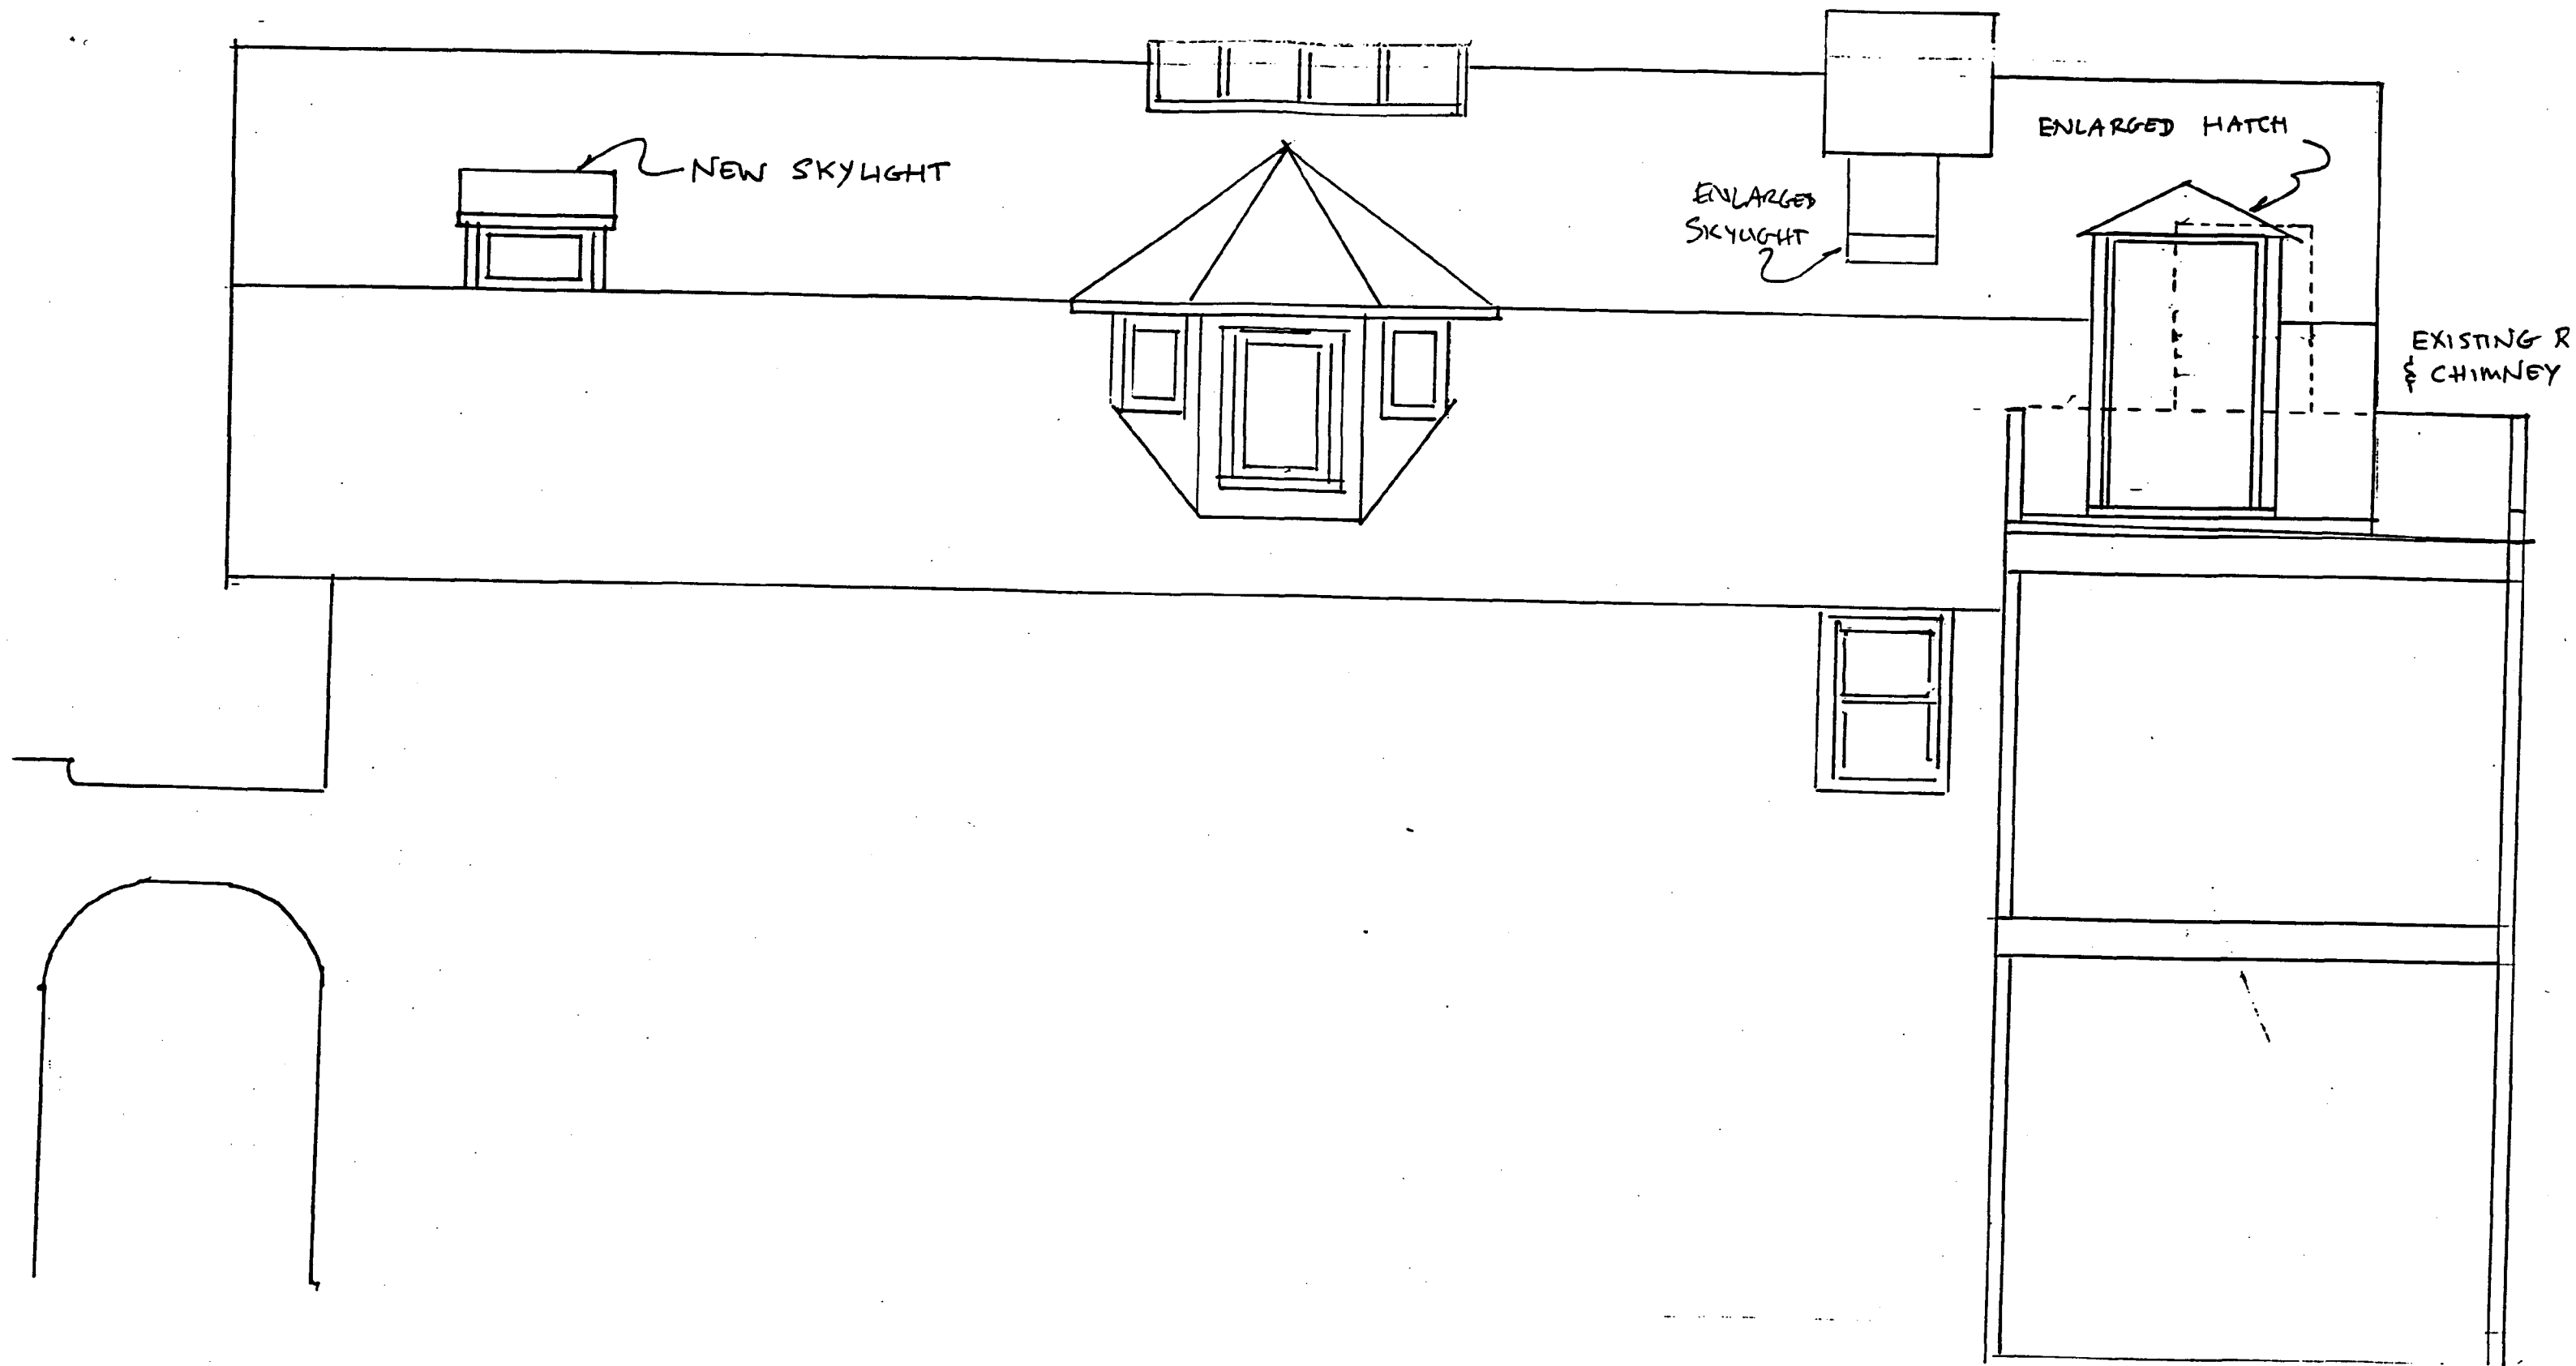 NEW SKYLIGHT
ENLARGED
SKYLIGHT
ENLARGED HATCH
EXISTING R
& CHIMNEY